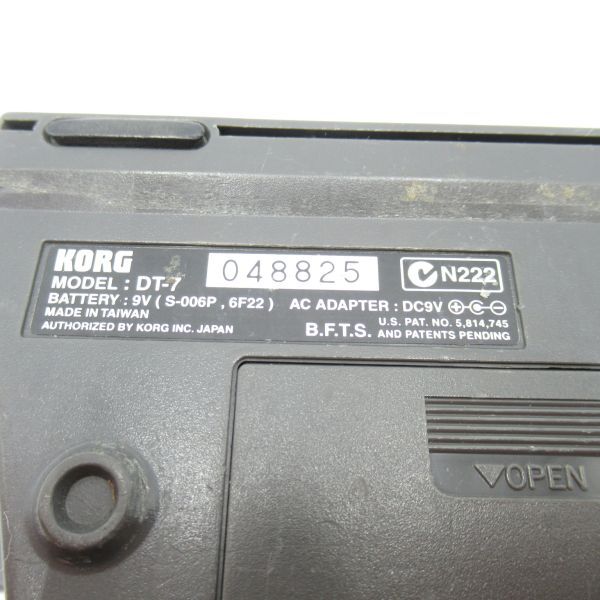 KORG
MODEL : DT-7
048825
N222
BATTERY : 9V ( S-006P , 6F22 ) AC ADAPTER : DC9V
MADE IN TAIWAN
AUTHORIZED BY KORG INC. JAPAN
B.F.T.S. U.S. PAT. NO. 5,814,745
AND PATENTS PENDING
OPEN